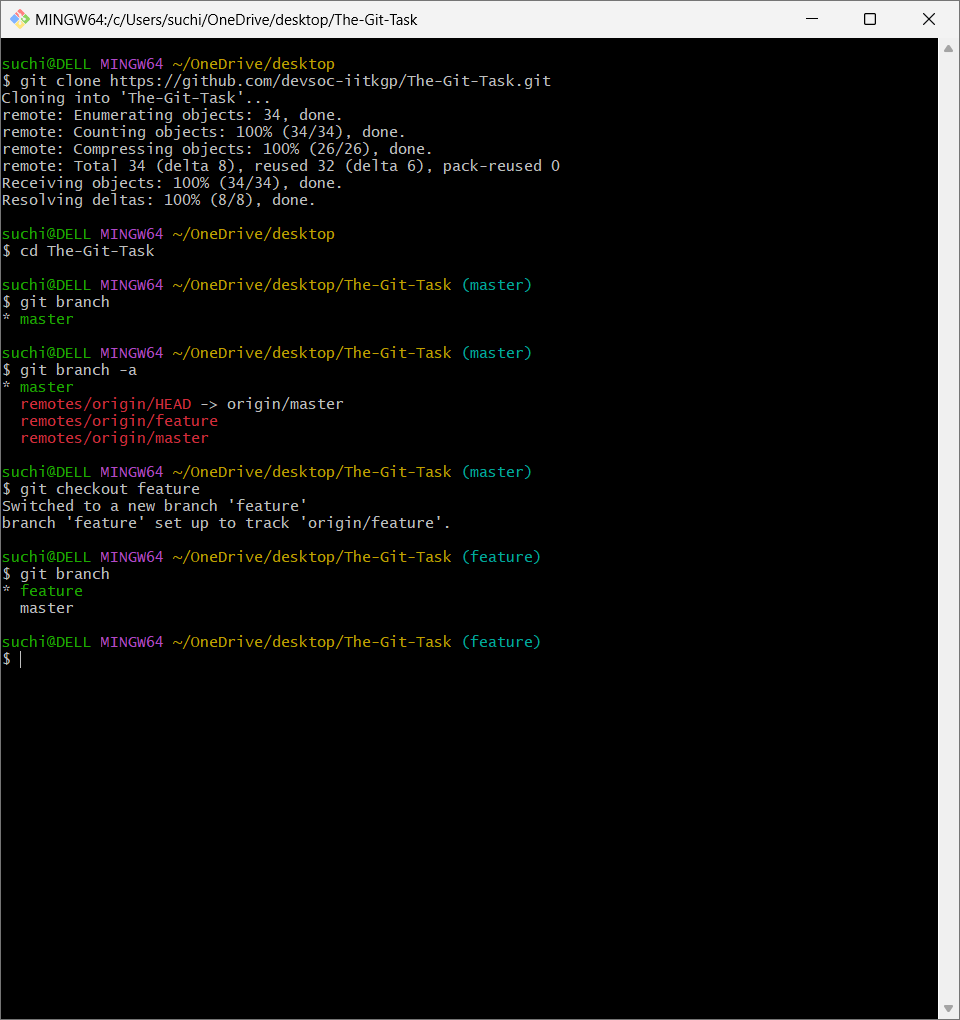 MINGW64:/c/Users/suchi/OneDrive/desktop/The-Git-Task
suchi@DELL MINGW64 ~/OneDrive/desktop
$ git clone https://github.com/devsoc-iitkgp/The-Git-Task.git
Cloning into 'The-Git-Task'...
remote: Enumerating objects: 34, done.
remote: Counting objects: 100% (34/34), done.
remote: Compressing objects: 100% (26/26), done.
remote: Total 34 (delta 8), reused 32 (delta 6), pack-reused 0
Receiving objects: 100% (34/34), done.
Resolving deltas: 100% (8/8), done.
suchi@DELL MINGW64 ~/OneDrive/desktop
$ cd The-Git-Task
suchi@DELL MINGW64 ~/OneDrive/desktop/The-Git-Task (master)
$ git branch
* master
suchi@DELL MINGW64 ~/OneDrive/desktop/The-Git-Task (master)
$ git branch -a
* master
  remotes/origin/HEAD -> origin/master
  remotes/origin/feature
  remotes/origin/master
suchi@DELL MINGW64 ~/OneDrive/desktop/The-Git-Task (master)
$ git checkout feature
Switched to a new branch 'feature'
branch 'feature' set up to track 'origin/feature'.
suchi@DELL MINGW64 ~/OneDrive/desktop/The-Git-Task (feature)
$ git branch
* feature
  master
suchi@DELL MINGW64 ~/OneDrive/desktop/The-Git-Task (feature)
$